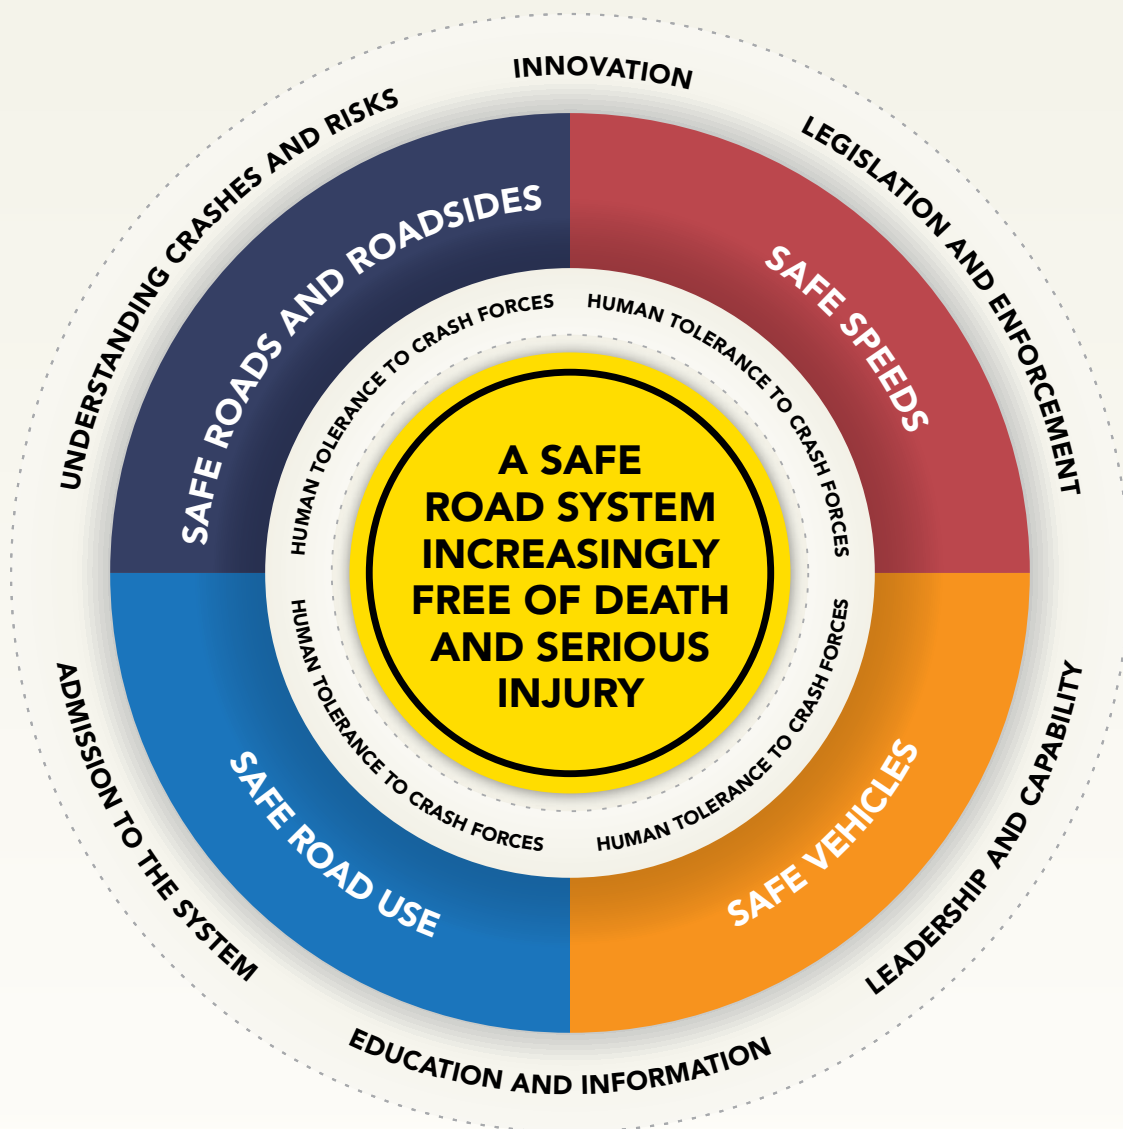 INNOVATION
UNDERSTANDING CRASHES AND RISKS
LEGISLATION AND ENFORCEMENT
SAFE ROADS AND ROADSIDES
SAFE SPEEDS
HUMAN TOLERANCE TO CRASH FORCES
HUMAN TOLERANCE TO CRASH FORCES
A SAFE
ROAD SYSTEM
INCREASINGLY
FREE OF DEATH
AND SERIOUS
INJURY
HUMAN TOLERANCE TO CRASH FORCES
HUMAN TOLERANCE TO CRASH FORCES
SAFE ROAD USE
SAFE VEHICLES
ADMISSION TO THE SYSTEM
LEADERSHIP AND CAPABILITY
EDUCATION AND INFORMATION